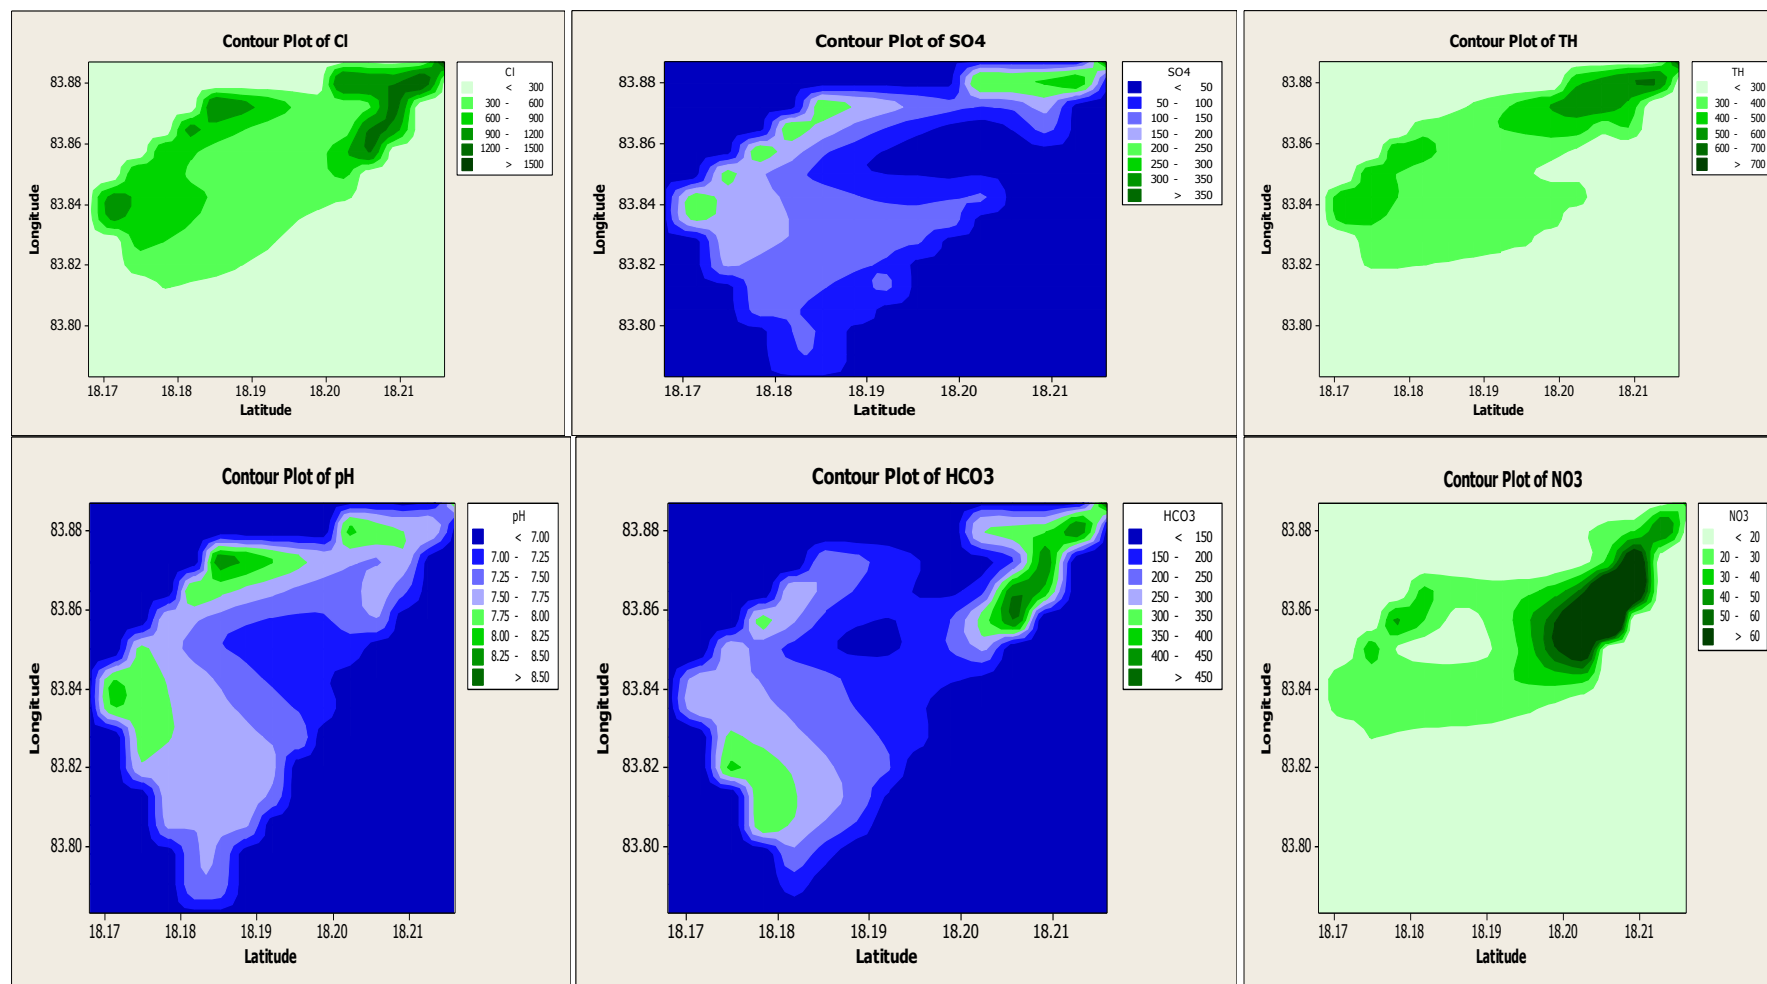 Contour Plot of Cl
83.88
83.86
83.84
83.82
83.80
Longitude
18.17 18.18 18.19 18.20 18.21
Latitude
Cl
< 300
300 - 600
600 - 900
900 - 1200
1200 - 1500
> 1500
Contour Plot of SO4
83.88
83.86
83.84
83.82
83.80
Longitude
18.17 18.18 18.19 18.20 18.21
Latitude
SO4
< 50
50 - 100
100 - 150
150 - 200
200 - 250
250 - 300
300 - 350
> 350
Contour Plot of TH
83.88
83.86
83.84
83.82
83.80
Longitude
18.17 18.18 18.19 18.20 18.21
Latitude
TH
< 300
300 - 400
400 - 500
500 - 600
600 - 700
> 700
Contour Plot of pH
83.88
83.86
83.84
83.82
83.80
Longitude
18.17 18.18 18.19 18.20 18.21
Latitude
pH
< 7.00
7.00 - 7.25
7.25 - 7.50
7.50 - 7.75
7.75 - 8.00
8.00 - 8.25
8.25 - 8.50
> 8.50
Contour Plot of HCO3
83.88
83.86
83.84
83.82
83.80
Longitude
18.17 18.18 18.19 18.20 18.21
Latitude
HCO3
< 150
150 - 200
200 - 250
250 - 300
300 - 350
350 - 400
400 - 450
> 450
Contour Plot of NO3
83.88
83.86
83.84
83.82
83.80
Longitude
18.17 18.18 18.19 18.20 18.21
Latitude
NO3
< 20
20 - 30
30 - 40
40 - 50
50 - 60
> 60